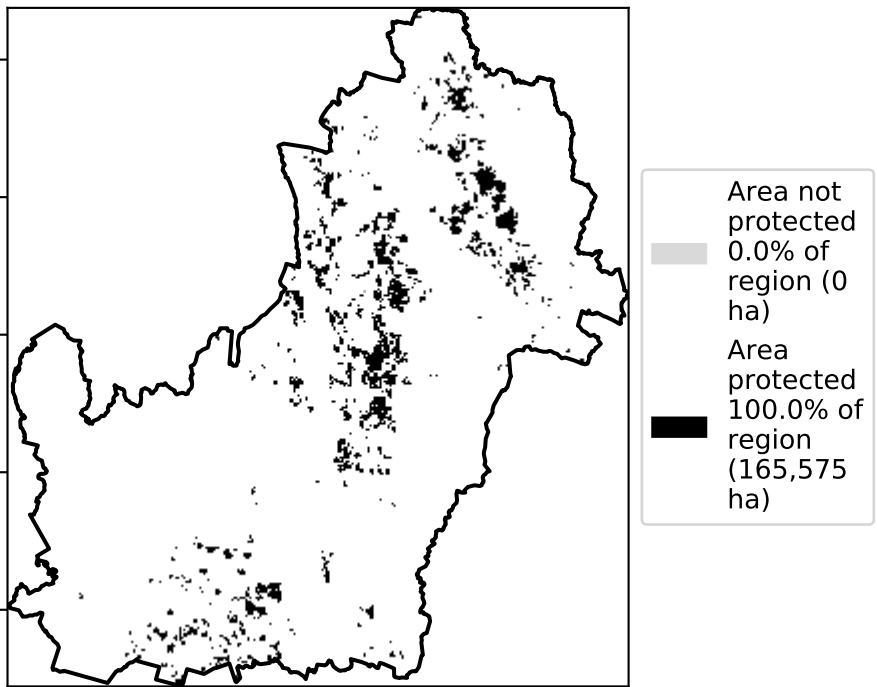 Area not
protected
0.0% of
region (0
ha)
Area
protected
100.0% of
region
(165,575
ha)